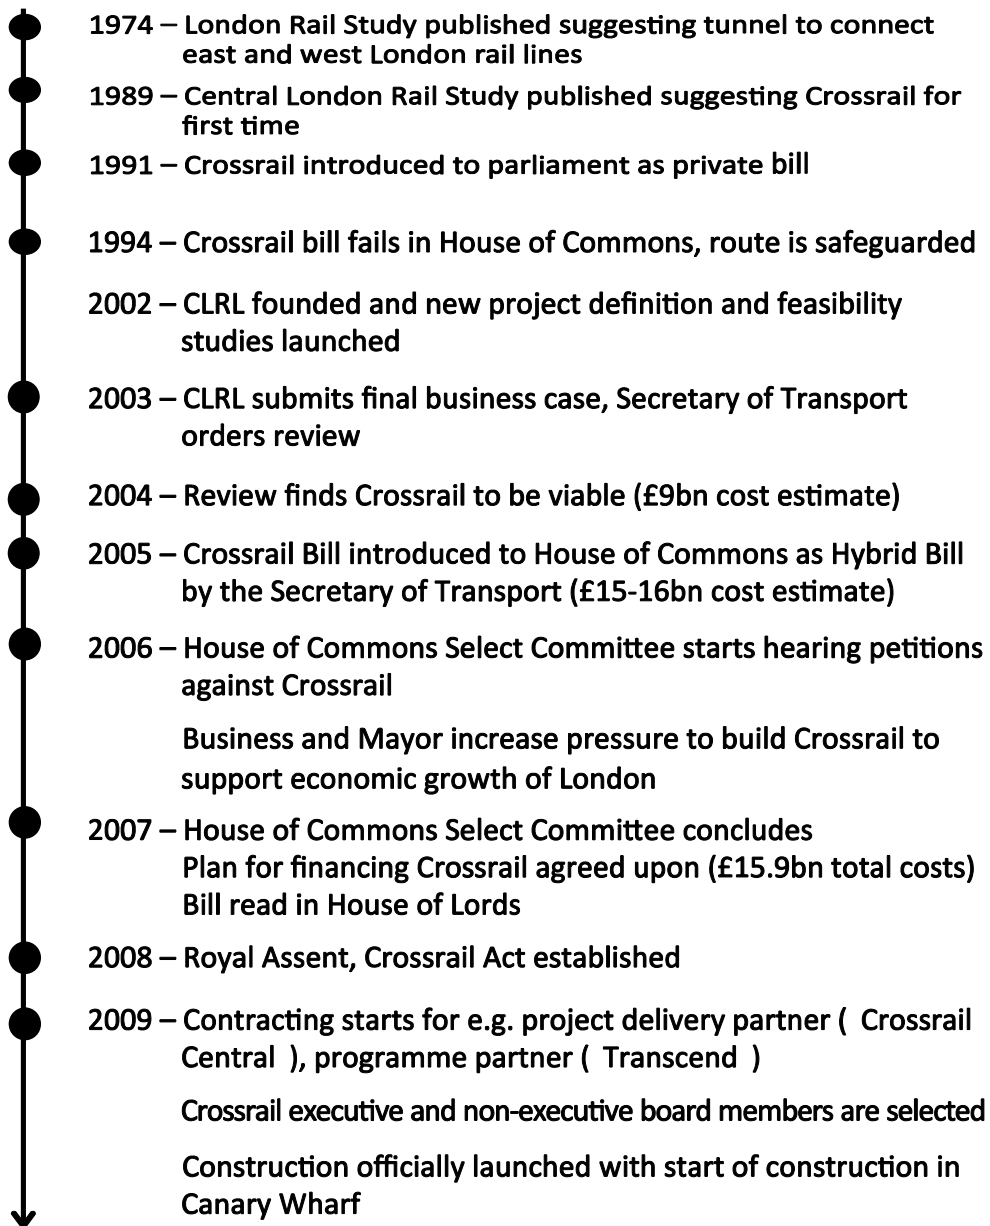 1974 – London Rail Study published suggesting tunnel to connect
east and west London rail lines
1989 – Central London Rail Study published suggesting Crossrail for
first time
1991 – Crossrail introduced to parliament as private bill
1994 – Crossrail bill fails in House of Commons, route is safeguarded
2002 – CLRL founded and new project definition and feasibility
studies launched
2003 – CLRL submits final business case, Secretary of Transport
orders review
2004 – Review finds Crossrail to be viable (£9bn cost estimate)
2005 – Crossrail Bill introduced to House of Commons as Hybrid Bill
by the Secretary of Transport (£15-16bn cost estimate)
2006 – House of Commons Select Committee starts hearing petitions
against Crossrail
Business and Mayor increase pressure to build Crossrail to
support economic growth of London
2007 – House of Commons Select Committee concludes
Plan for financing Crossrail agreed upon (£15.9bn total costs)
Bill read in House of Lords
2008 – Royal Assent, Crossrail Act established
2009 – Contracting starts for e.g. project delivery partner ( Crossrail
Central ), programme partner ( Transcend )
Crossrail executive and non-executive board members are selected
Construction officially launched with start of construction in
Canary Wharf